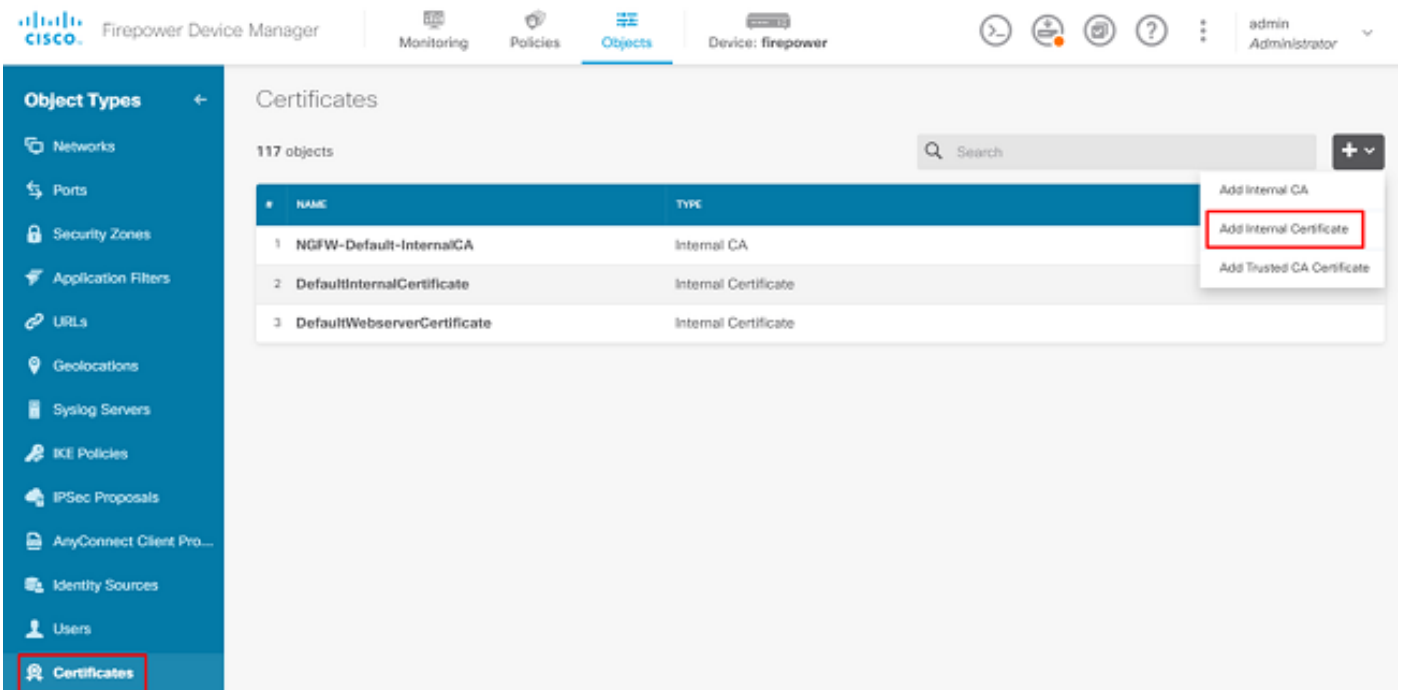 CISCO. Firepower Device Manager
Monitoring
Policies
Objects
Device: firepower
admin
Administrator
Object Types
Networks
Ports
Security Zones
Application Filters
URLs
Geolocations
Syslog Servers
IKE Policies
IPSec Proposals
AnyConnect Client Pro...
Identity Sources
Users
Certificates
Certificates
117 objects
Search
Add Internal CA
Add Internal Certificate
Add Trusted CA Certificate
# NAME TYPE
1 NGFW-Default-InternalCA Internal CA
2 DefaultInternalCertificate Internal Certificate
3 DefaultWebserverCertificate Internal Certificate